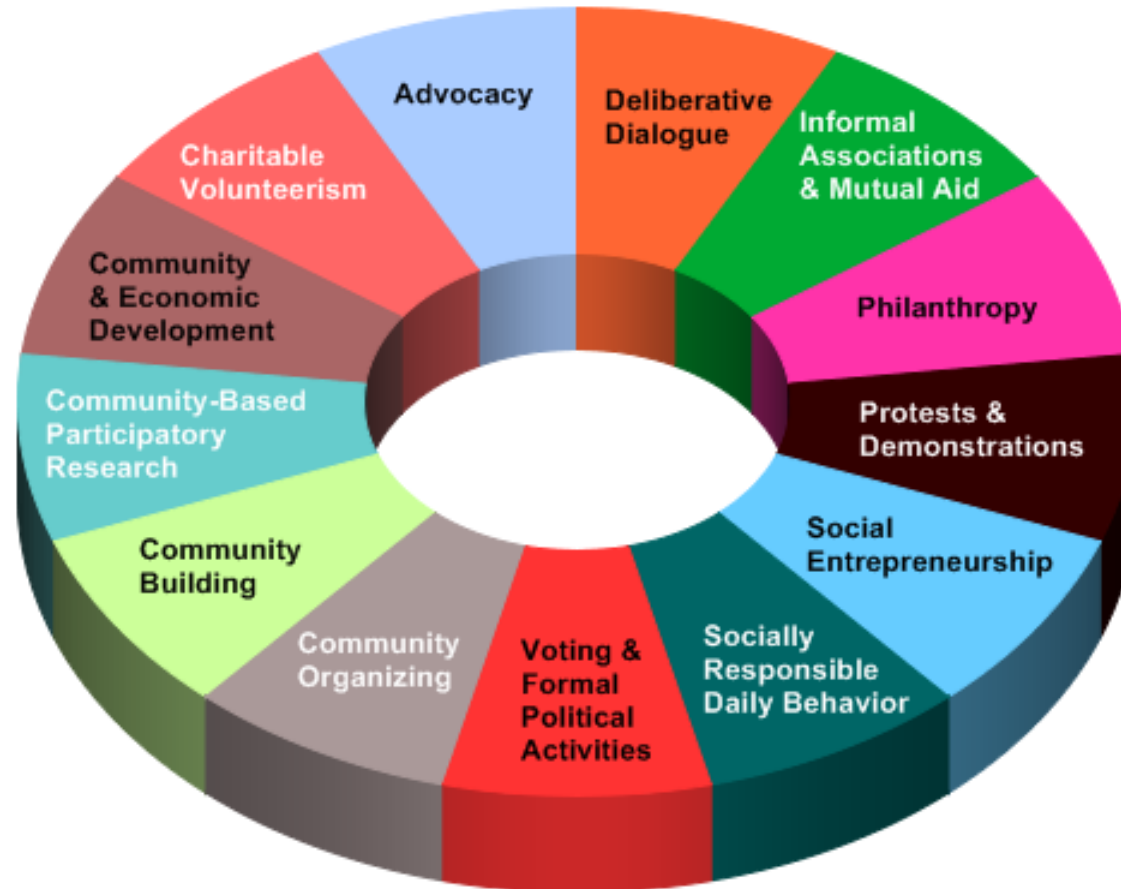 Advocacy
Deliberative
Dialogue
Informal
Associations
& Mutual Aid
Philanthropy
Protests &
Demonstrations
Social
Entrepreneurship
Socially
Responsible
Daily Behavior
Voting &
Formal
Political
Activities
Community
Organizing
Community
Building
Community-Based
Participatory
Research
Community
& Economic
Development
Charitable
Volunteerism